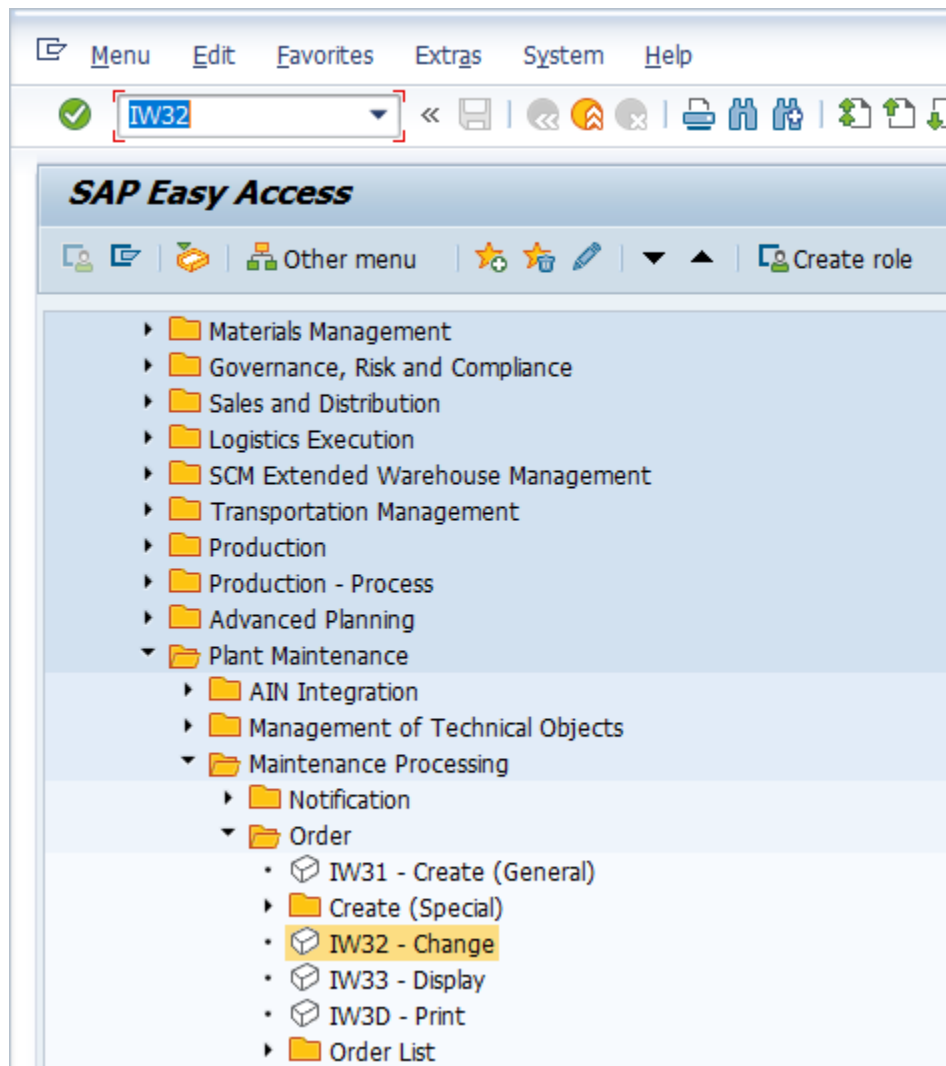 Menu Edit Favorites Extras System Help
IW32
SAP Easy Access
Other menu Create role
Materials Management
Governance, Risk and Compliance
Sales and Distribution
Logistics Execution
SCM Extended Warehouse Management
Transportation Management
Production
Production - Process
Advanced Planning
Plant Maintenance
AIN Integration
Management of Technical Objects
Maintenance Processing
Notification
Order
IW31 - Create (General)
Create (Special)
IW32 - Change
IW33 - Display
IW3D - Print
Order List